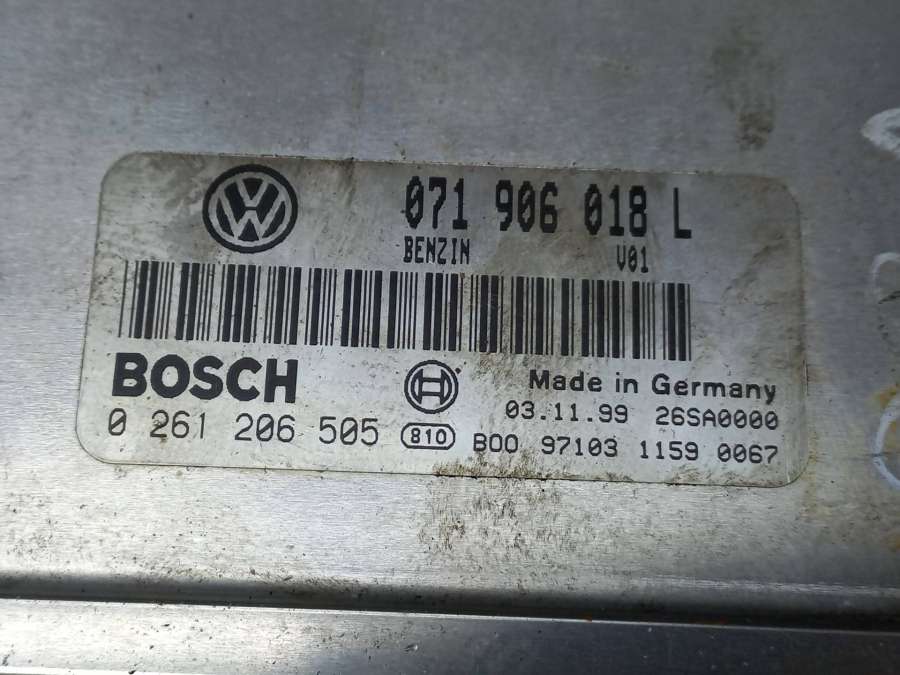 071 906 018 L
BENZIN V01
BOSCH
Made in Germany
03.11.99 26SA0000
0 261 206 505 810 B00 97103 1159 0067